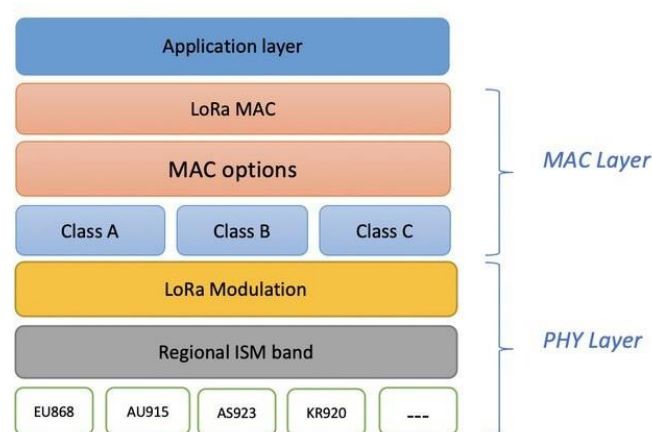 Application layer
LoRa MAC
MAC options
MAC Layer
Class A
Class B
Class C
LoRa Modulation
Regional ISM band
PHY Layer
EU868
AU915
AS923
KR920
---